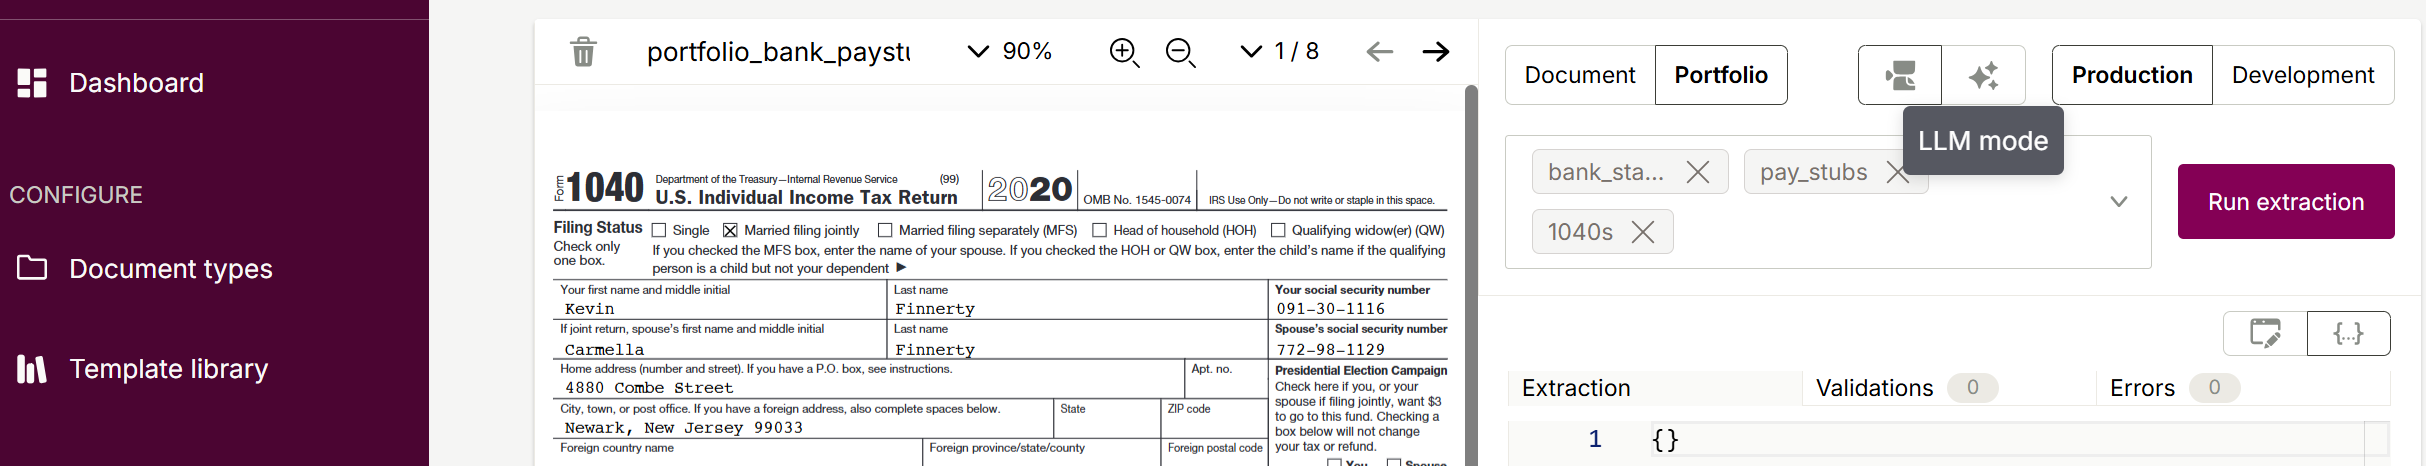 Dashboard
CONFIGURE
Document types
Template library
portfolio_bank_paystu
90%
1 / 8
Form 1040
Department of the Treasury—Internal Revenue Service (99)
U.S. Individual Income Tax Return
2020
OMB No. 1545-0074
IRS Use Only—Do not write or staple in this space.
Filing Status
Check only
one box.
Single
Married filing jointly
Married filing separately (MFS)
Head of household (HOH)
Qualifying widow(er) (QW)
If you checked the MFS box, enter the name of your spouse. If you checked the HOH or QW box, enter the child's name if the qualifying
person is a child but not your dependent ▶
Your first name and middle initial
Kevin
Last name
Finnerty
Your social security number
091-30-1116
If joint return, spouse's first name and middle initial
Carmella
Last name
Finnerty
Spouse's social security number
772-98-1129
Home address (number and street). If you have a P.O. box, see instructions.
4880 Combe Street
Apt. no.
City, town, or post office. If you have a foreign address, also complete spaces below.
Newark, New Jersey 99033
State
ZIP code
Foreign country name
Foreign province/state/county
Foreign postal code
Presidential Election Campaign
Check here if you, or your
spouse if filing jointly, want $3
to go to this fund. Checking a
box below will not change
your tax or refund.
You
Spouse
Document
Portfolio
Production
Development
LLM mode
bank_sta...
pay_stubs
1040s
Run extraction
{...}
Extraction
Validations 0
Errors 0
1
{}